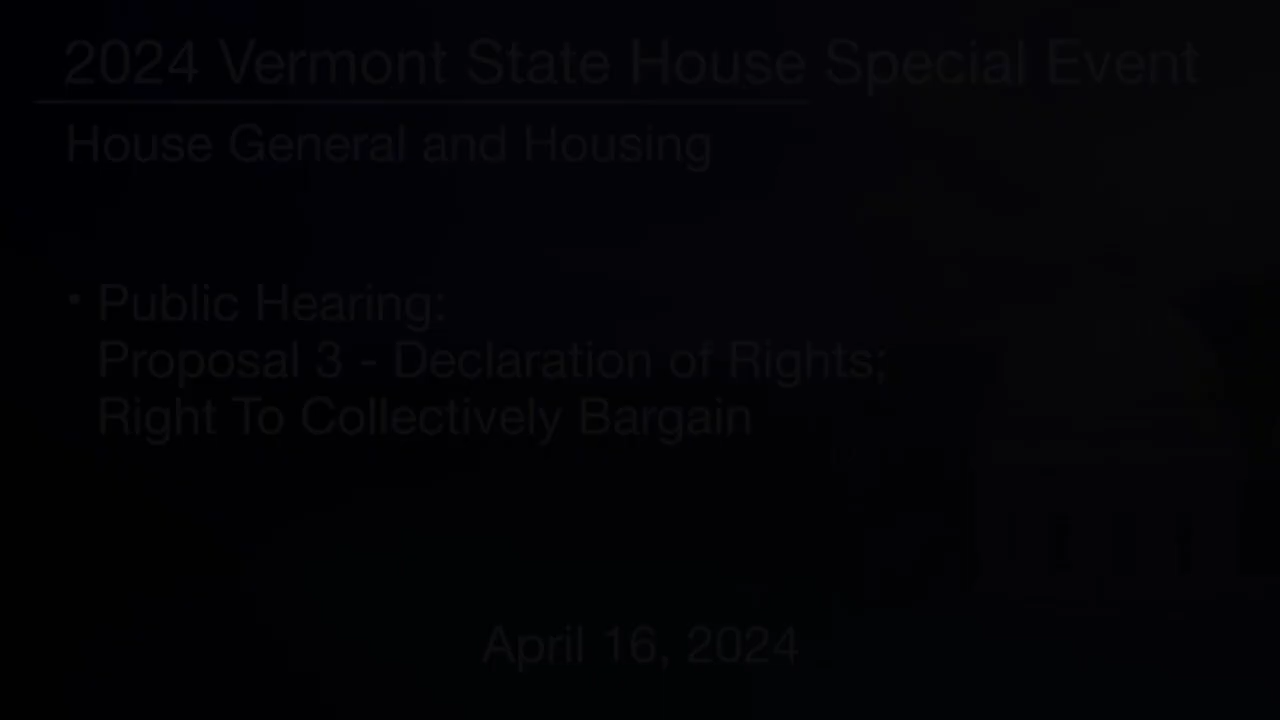 2024 Vermont State House Special Event
House General and Housing
▪ Public Hearing:
Proposal 3 - Declaration of Rights;
Right To Collectively Bargain
April 16, 2024